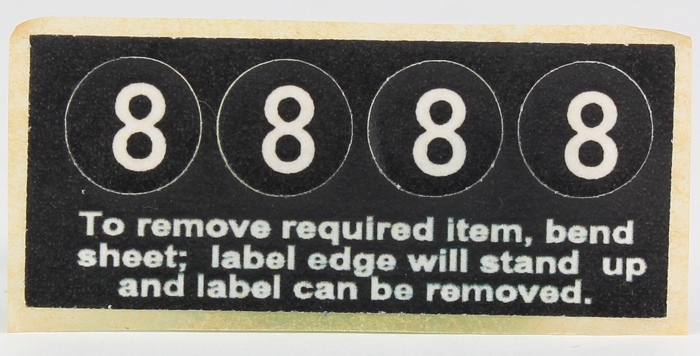 8 8 8 8
To remove required item, bend
sheet; label edge will stand up
and label can be removed.